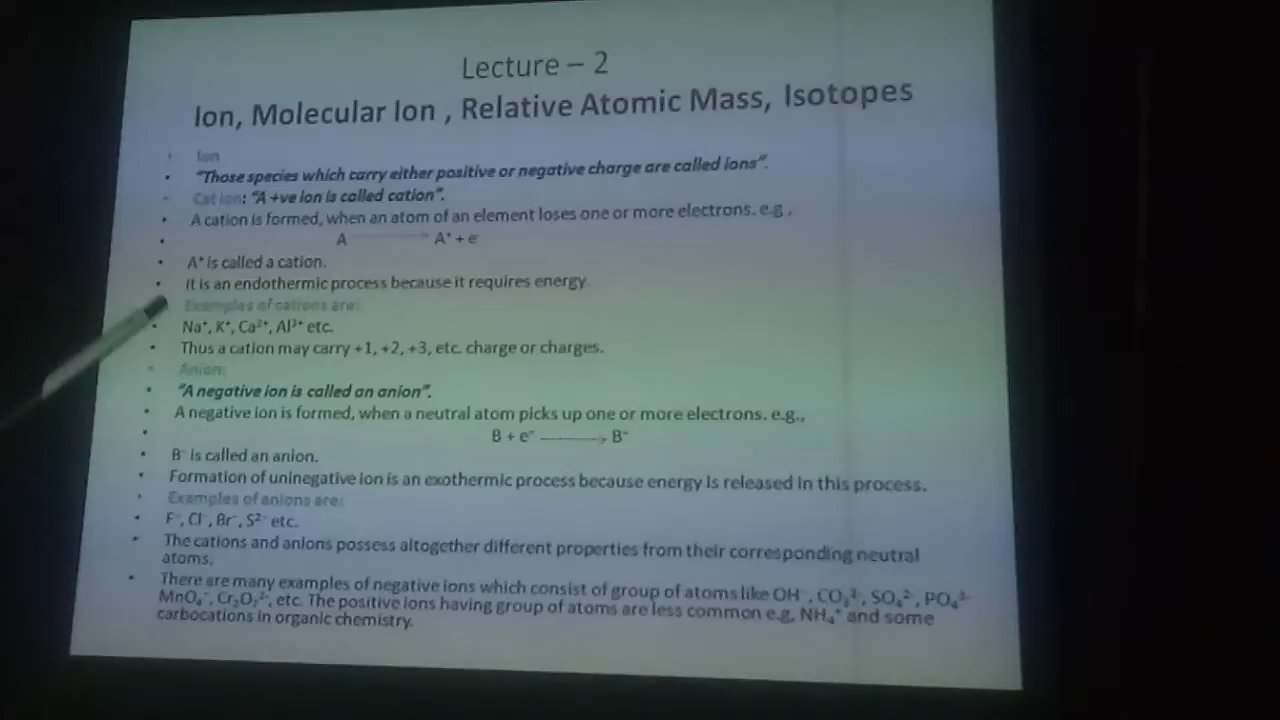 Lecture – 2
Ion, Molecular Ion , Relative Atomic Mass, Isotopes
• Ion
• "Those species which carry either positive or negative charge are called ions".
• Cat ion: "A +ve ion is called cation".
• A cation is formed, when an atom of an element loses one or more electrons. e.g .
• A ⟶ A⁺ + e
• A⁺ is called a cation.
• It is an endothermic process because it requires energy.
Examples of cations are:
• Na⁺, K⁺, Ca²⁺, Al³⁺ etc.
• Thus a cation may carry +1, +2, +3, etc. charge or charges.
• Anion:
• "A negative ion is called an anion".
• A negative ion is formed, when a neutral atom picks up one or more electrons. e.g.,
• B + e⁻ ⟶ B⁻
• B⁻ is called an anion.
• Formation of uninegative ion is an exothermic process because energy is released in this process.
• Examples of anions are:
• F⁻, Cl⁻, Br⁻, S²⁻ etc.
• The cations and anions possess altogether different properties from their corresponding neutral
atoms.
• There are many examples of negative ions which consist of group of atoms like OH⁻, CO₃²⁻, SO₄²⁻, PO₄³⁻
MnO₄⁻, Cr₂O₇²⁻, etc. The positive ions having group of atoms are less common e.g, NH₄⁺ and some
carbocations in organic chemistry.